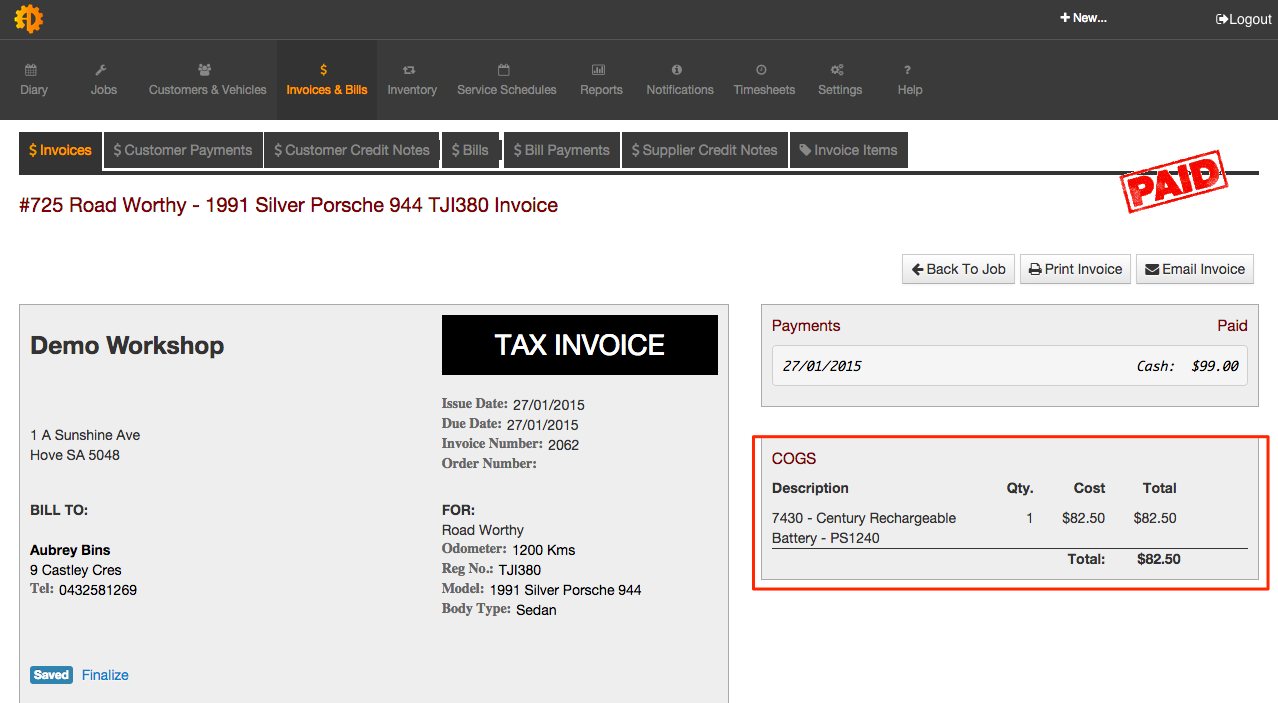 New...
Logout
Diary
Jobs
Customers & Vehicles
Invoices & Bills
Inventory
Service Schedules
Reports
Notifications
Timesheets
Settings
Help
$ Invoices
$ Customer Payments
$ Customer Credit Notes
$ Bills
$ Bill Payments
$ Supplier Credit Notes
Invoice Items
PAID
#725 Road Worthy - 1991 Silver Porsche 944 TJI380 Invoice
Back To Job
Print Invoice
Email Invoice
Demo Workshop
TAX INVOICE
1 A Sunshine Ave
Hove SA 5048
Issue Date: 27/01/2015
Due Date: 27/01/2015
Invoice Number: 2062
Order Number:
BILL TO:
Aubrey Bins
9 Castley Cres
Tel: 0432581269
FOR:
Road Worthy
Odometer: 1200 Kms
Reg No.: TJI380
Model: 1991 Silver Porsche 944
Body Type: Sedan
Saved Finalize
Payments Paid
27/01/2015 Cash: $99.00
COGS
Description Qty. Cost Total
7430 - Century Rechargeable 1 $82.50 $82.50
Battery - PS1240
Total: $82.50